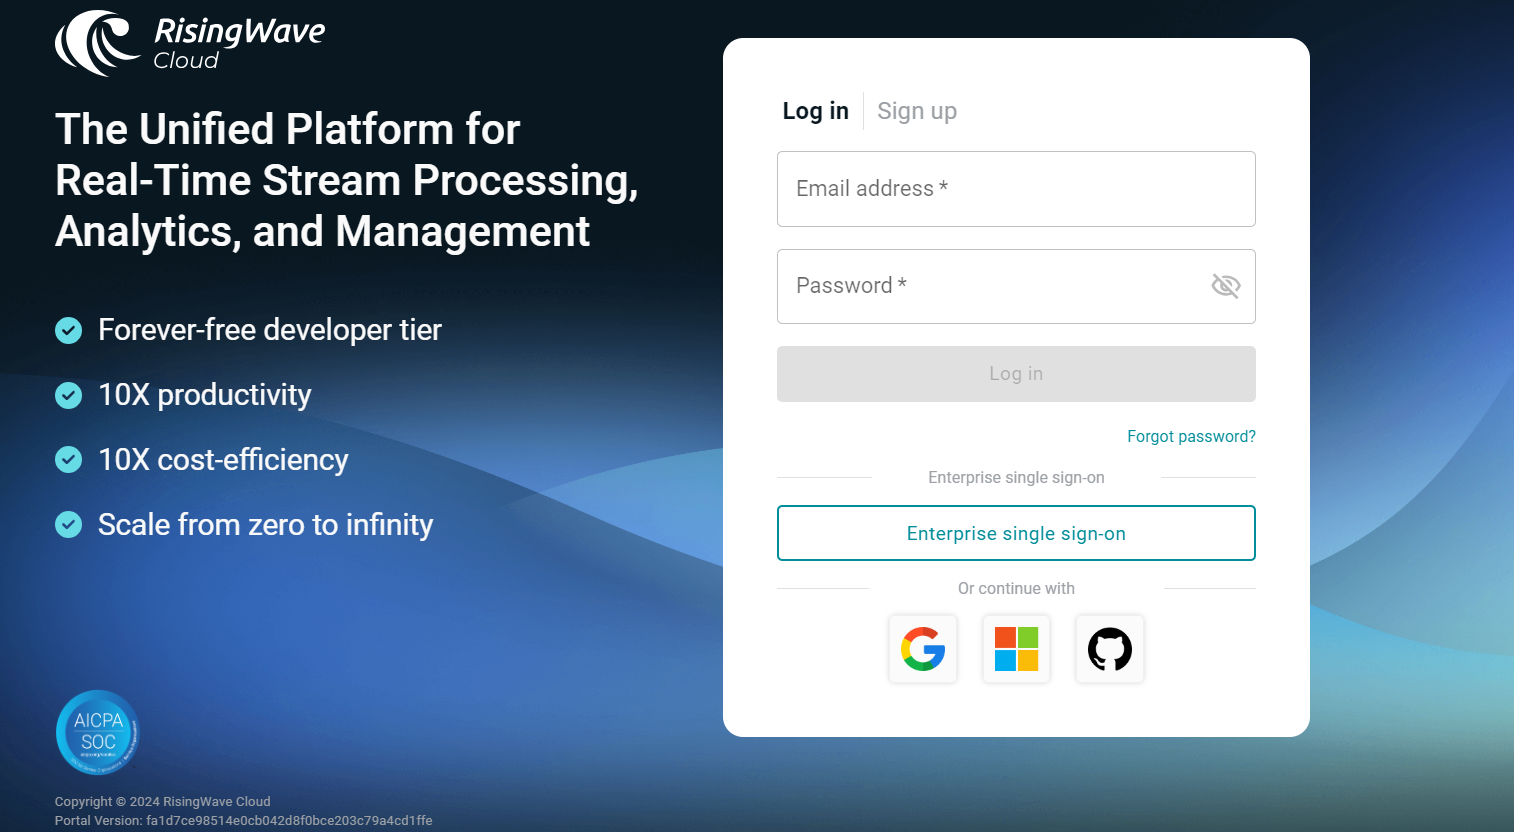 RisingWave
Cloud
The Unified Platform for
Real-Time Stream Processing,
Analytics, and Management
Forever-free developer tier
10X productivity
10X cost-efficiency
Scale from zero to infinity
AICPA
SOC
Copyright © 2024 RisingWave Cloud
Portal Version: fa1d7ce98514e0cb042d8f0bce203c79a4cd1ffe
Log in
Sign up
Email address *
Password *
Log in
Forgot password?
Enterprise single sign-on
Enterprise single sign-on
Or continue with